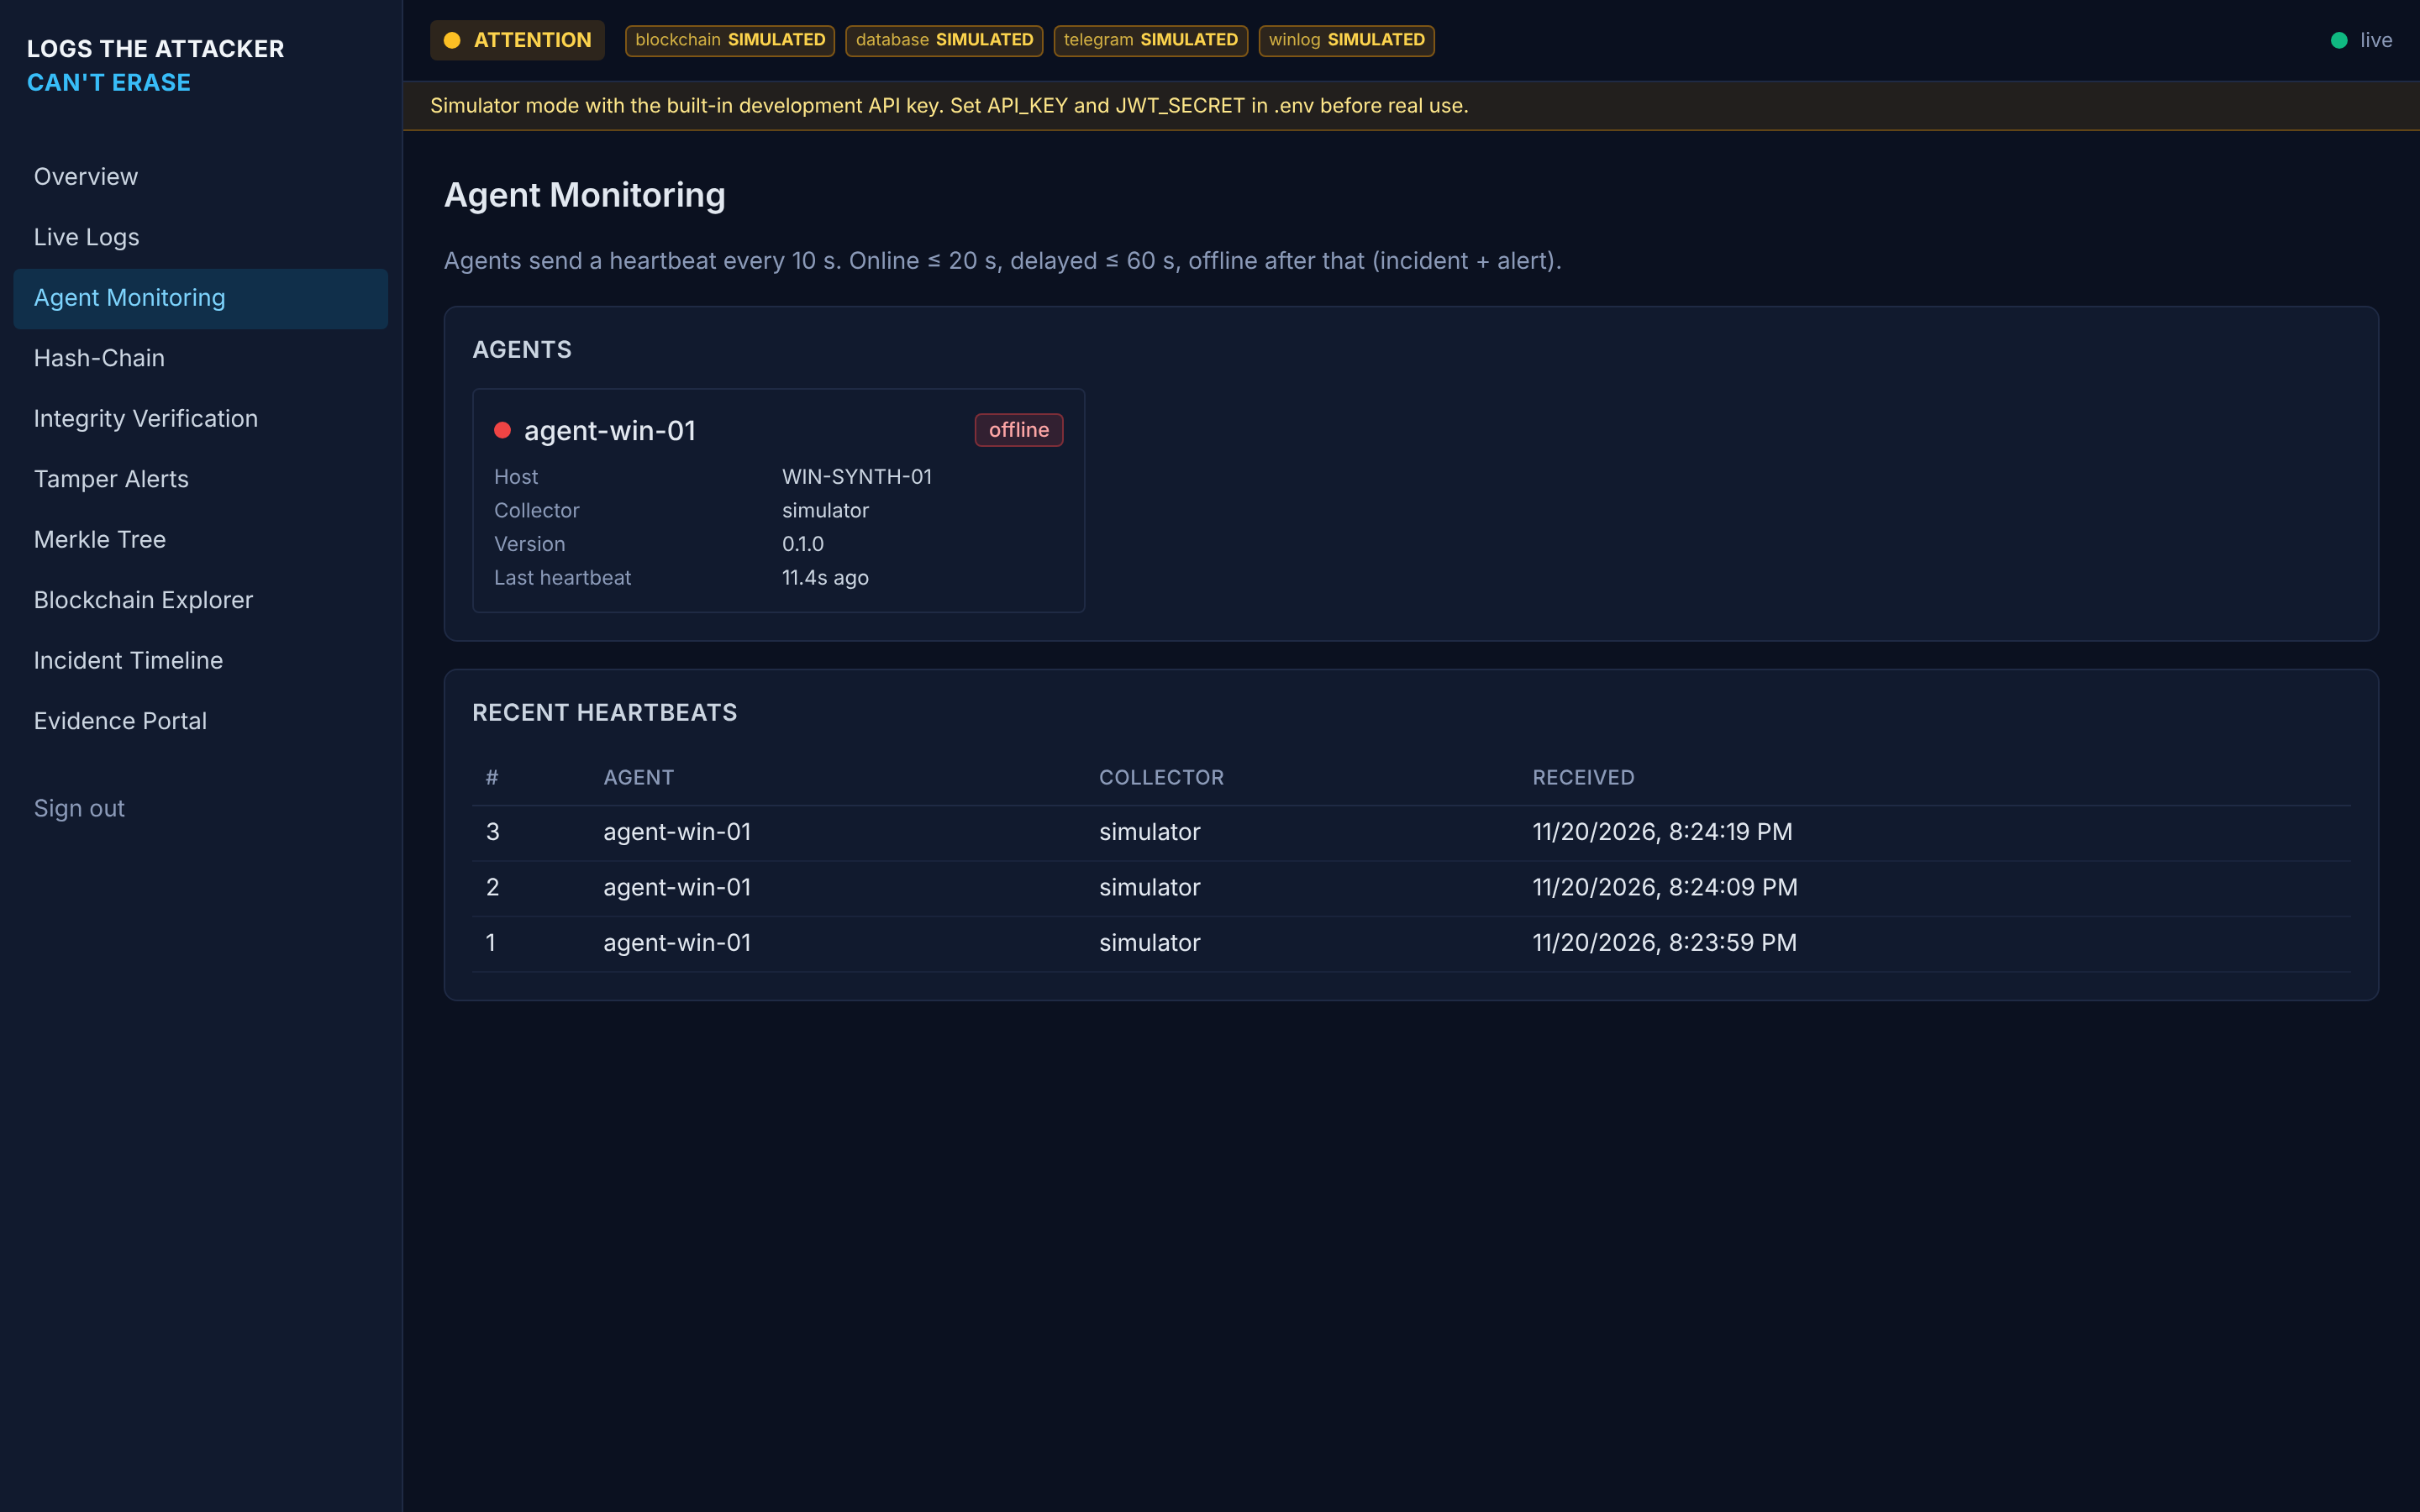 LOGS THE ATTACKER
CAN'T ERASE
Overview
Live Logs
Agent Monitoring
Hash-Chain
Integrity Verification
Tamper Alerts
Merkle Tree
Blockchain Explorer
Incident Timeline
Evidence Portal
Sign out
ATTENTION blockchain SIMULATED database SIMULATED telegram SIMULATED winlog SIMULATED live
Simulator mode with the built-in development API key. Set API_KEY and JWT_SECRET in .env before real use.
Agent Monitoring
Agents send a heartbeat every 10 s. Online ≤ 20 s, delayed ≤ 60 s, offline after that (incident + alert).
AGENTS
agent-win-01 offline
Host WIN-SYNTH-01
Collector simulator
Version 0.1.0
Last heartbeat 11.4s ago
RECENT HEARTBEATS
# AGENT COLLECTOR RECEIVED
3 agent-win-01 simulator 11/20/2026, 8:24:19 PM
2 agent-win-01 simulator 11/20/2026, 8:24:09 PM
1 agent-win-01 simulator 11/20/2026, 8:23:59 PM